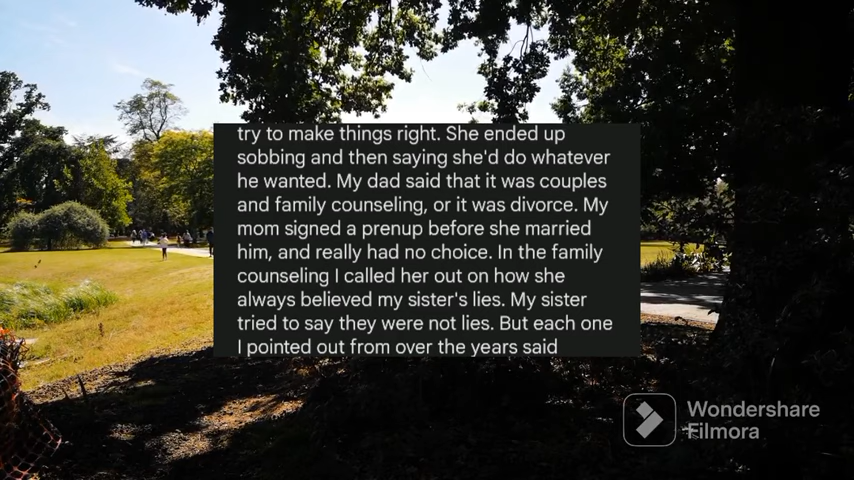 try to make things right. She ended up
sobbing and then saying she'd do whatever
he wanted. My dad said that it was couples
and family counseling, or it was divorce. My
mom signed a prenup before she married
him, and really had no choice. In the family
counseling I called her out on how she
always believed my sister's lies. My sister
tried to say they were not lies. But each one
I pointed out from over the years said
Wondershare
Filmora